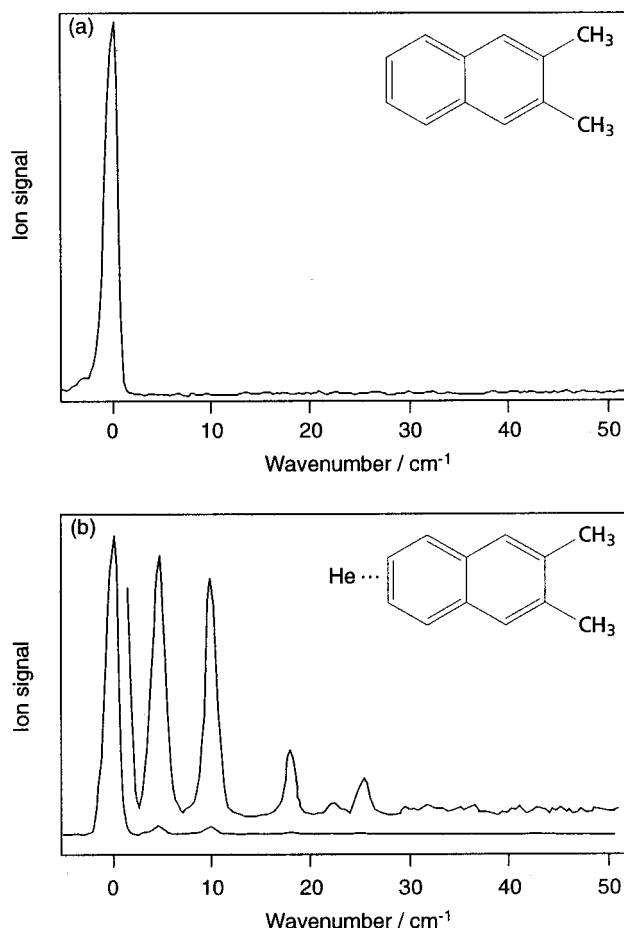 (a)
CH₃
CH₃
Ion signal
0 10 20 30 40 50
Wavenumber / cm⁻¹
(b)
He ···
CH₃
CH₃
Ion signal
0 10 20 30 40 50
Wavenumber / cm⁻¹